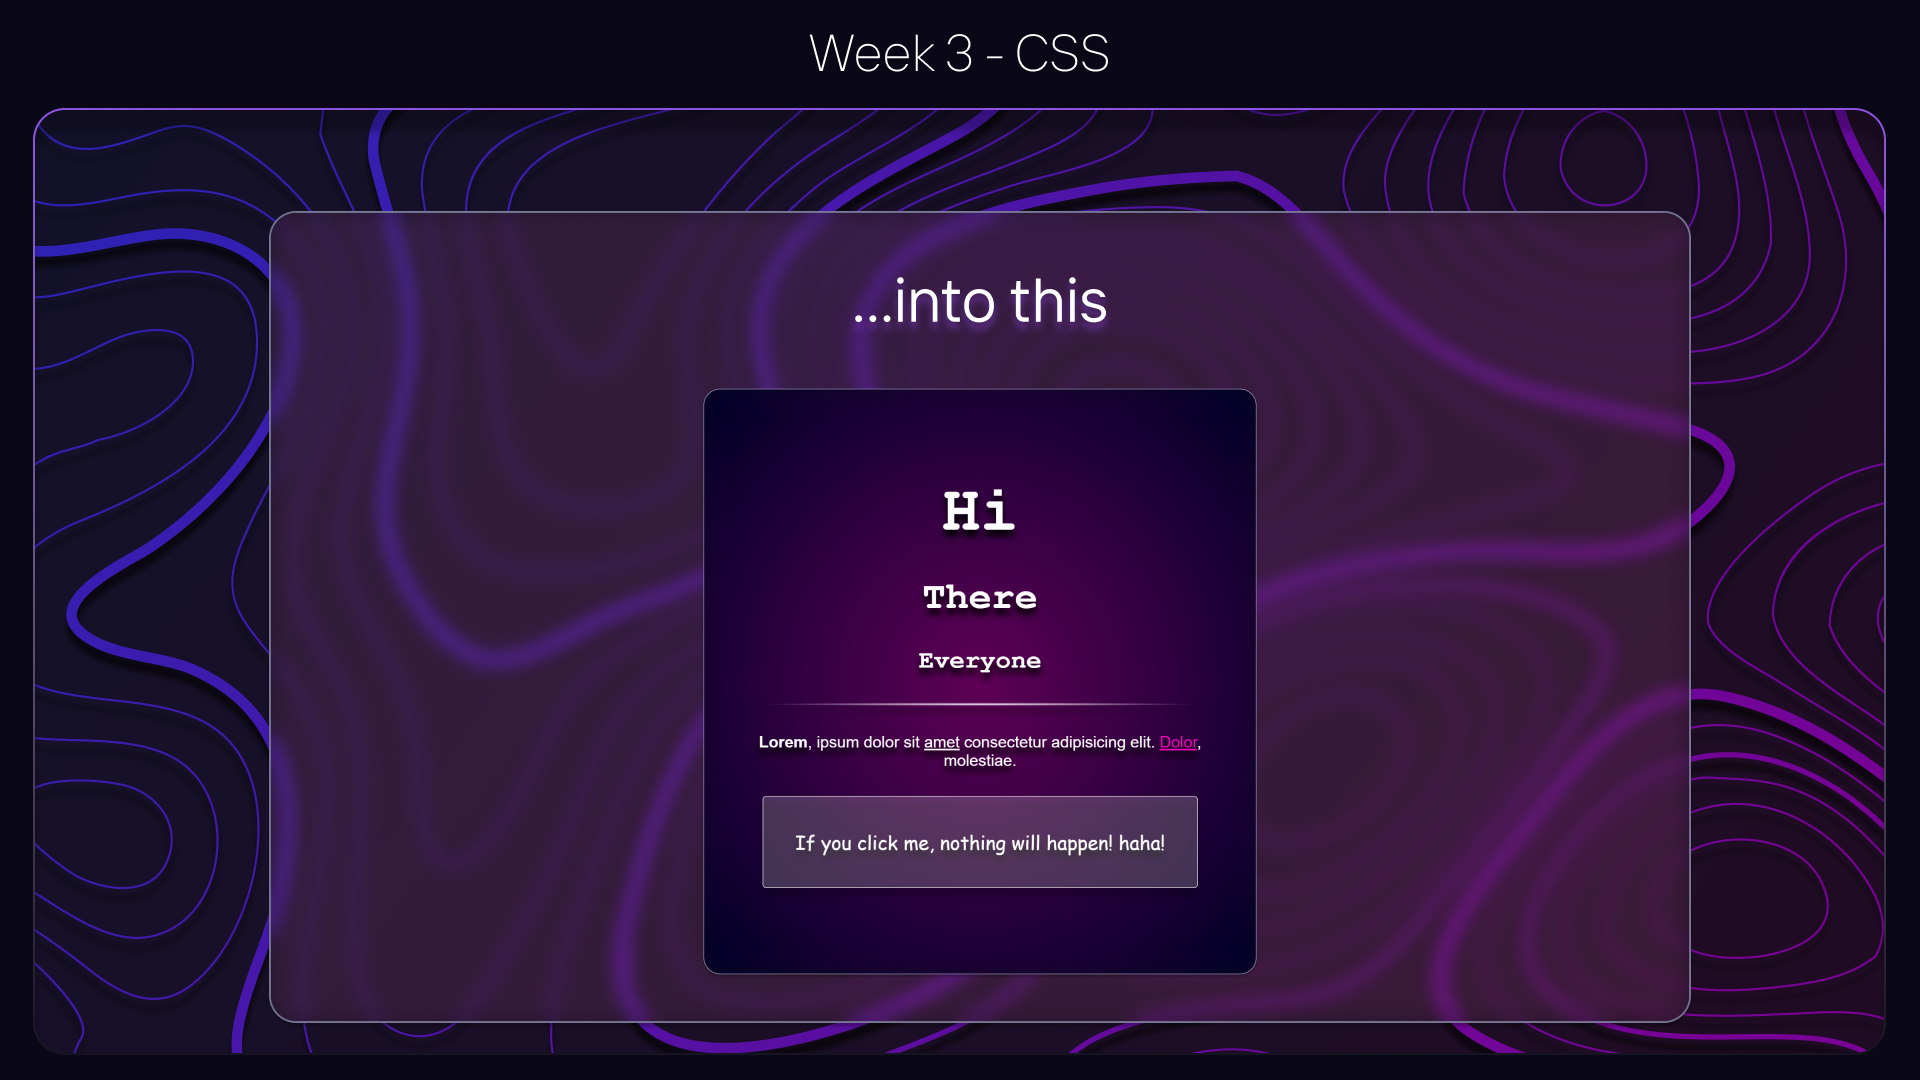 Week 3 - CSS
...into this
Hi
There
Everyone
Lorem, ipsum dolor sit amet consectetur adipisicing elit. Dolor,
molestiae.
If you click me, nothing will happen! haha!